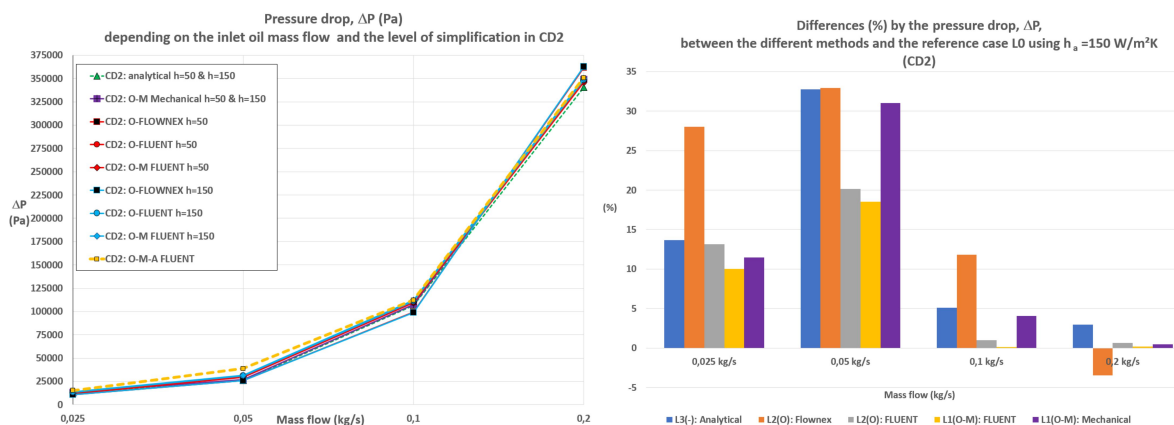 Pressure drop, ΔP (Pa)
depending on the inlet oil mass flow and the level of simplification in CD2
375000
350000
325000
300000
275000
250000
225000
200000
175000
150000
125000
100000
75000
50000
25000
0
ΔP
(Pa)
CD2: analytical h=50 & h=150
CD2: O-M Mechanical h=50 & h=150
CD2: O-FLOWNEX h=50
CD2: O-FLUENT h=50
CD2: O-M FLUENT h=50
CD2: O-FLOWNEX h=150
CD2: O-FLUENT h=150
CD2: O-M FLUENT h=150
CD2: O-M-A FLUENT
0,025
0,05
0,1
0,2
Mass flow (kg/s)
Differences (%) by the pressure drop, ΔP,
between the different methods and the reference case L0 using hₐ =150 W/m²K
(CD2)
35
30
25
20
15
10
5
0
-5
(%)
0,025 kg/s
0,05 kg/s
0,1 kg/s
0,2 kg/s
Mass flow (kg/s)
L3(-): Analytical
L2(O): Flownex
L2(O): FLUENT
L1(O-M): FLUENT
L1(O-M): Mechanical